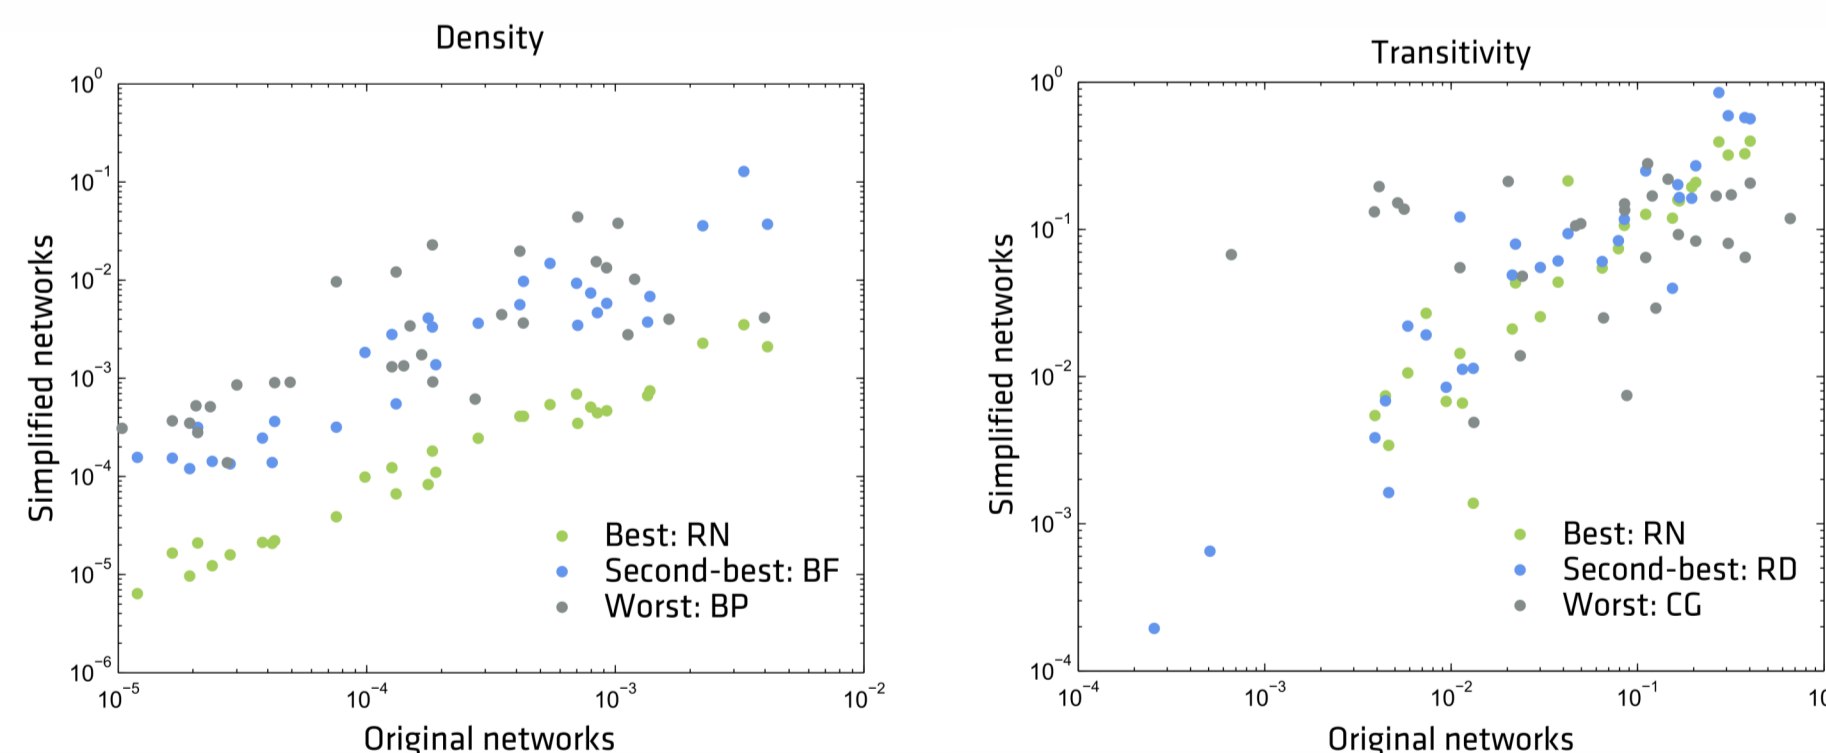 Density
10^0
10^−1
10^−2
10^−3
10^−4
10^−5
10^−6
Simplified networks
10^−5 10^−4 10^−3 10^−2
Original networks
Best: RN
Second-best: BF
Worst: BP
Transitivity
10^0
10^−1
10^−2
10^−3
10^−4
Simplified networks
10^−4 10^−3 10^−2 10^−1 10
Original networks
Best: RN
Second-best: RD
Worst: CG